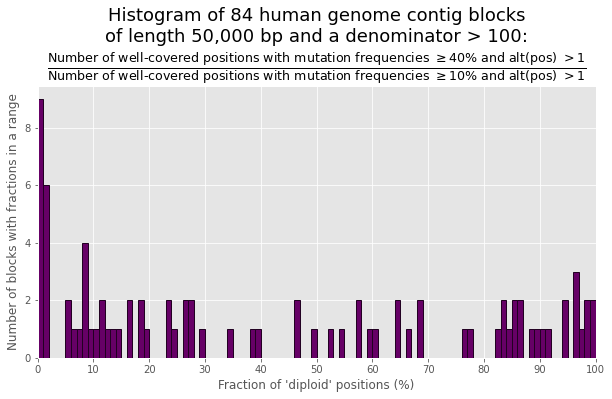 Histogram of 84 human genome contig blocks
of length 50,000 bp and a denominator > 100:
Number of well-covered positions with mutation frequencies ≥40% and alt(pos) >1
Number of well-covered positions with mutation frequencies ≥10% and alt(pos) >1
Number of blocks with fractions in a range
8
6
4
2
0
0 10 20 30 40 50 60 70 80 90 100
Fraction of 'diploid' positions (%)